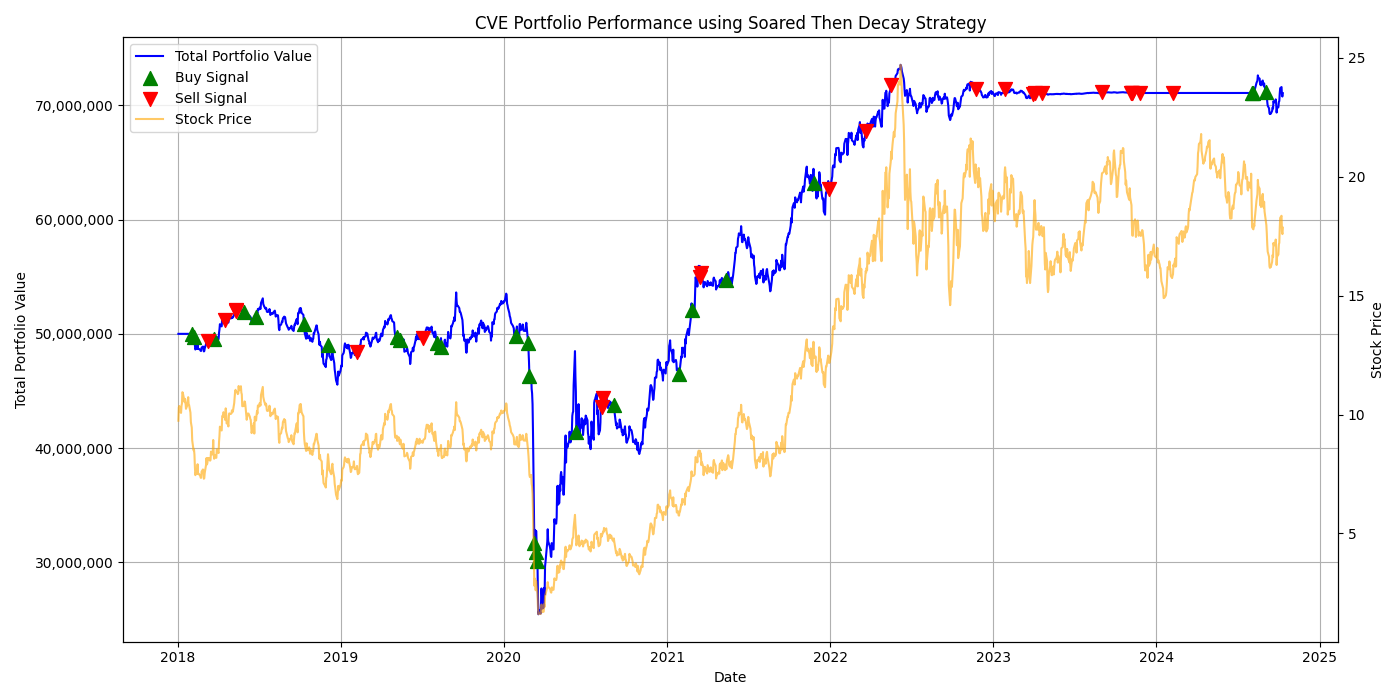 CVE Portfolio Performance using Soared Then Decay Strategy
Total Portfolio Value
Buy Signal
Sell Signal
Stock Price
70,000,000
60,000,000
50,000,000
40,000,000
30,000,000
Total Portfolio Value
25
20
15
10
5
Stock Price
2018
2019
2020
2021
2022
2023
2024
2025
Date